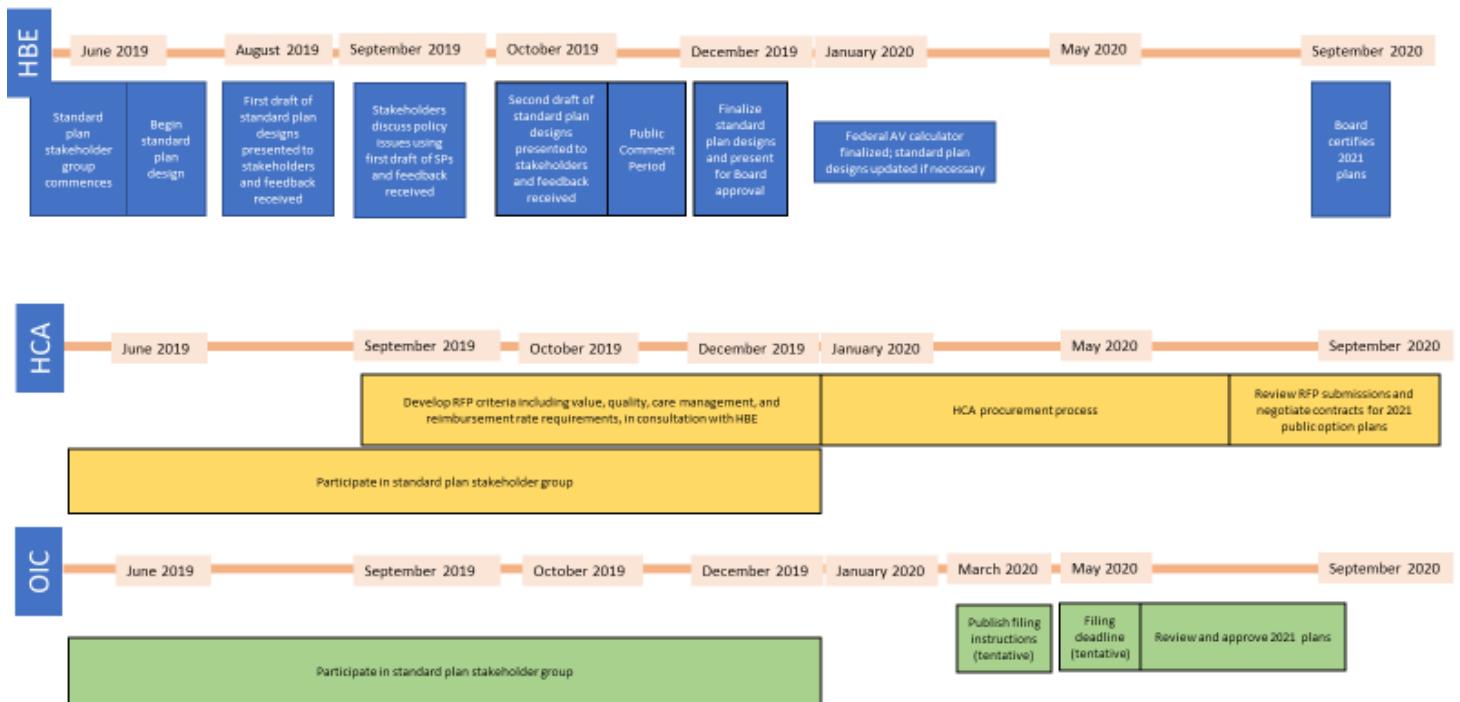 HBE
June 2019
August 2019
September 2019
October 2019
December 2019
January 2020
May 2020
September 2020
Standard
plan
stakeholder
group
commences
Begin
standard
plan
design
First draft of
standard plan
designs
presented to
stakeholders
and feedback
received
Stakeholders
discuss policy
issues using
first draft of SPs
and feedback
received
Second draft of
standard plan
designs
presented to
stakeholders
and feedback
received
Public
Comment
Period
Finalize
standard
plan designs
and present
for Board
approval
Federal AV calculator
finalized; standard plan
designs updated if necessary
Board
certifies
2021
plans
HCA
June 2019
September 2019
October 2019
December 2019
January 2020
May 2020
September 2020
Develop RFP criteria including value, quality, care management, and
reimbursement rate requirements, in consultation with HBE
HCA procurement process
Review RFP submissions and
negotiate contracts for 2021
public option plans
Participate in standard plan stakeholder group
OIC
June 2019
September 2019
October 2019
December 2019
January 2020
March 2020
May 2020
September 2020
Publish filing
instructions
(tentative)
Filing
deadline
(tentative)
Review and approve 2021 plans
Participate in standard plan stakeholder group